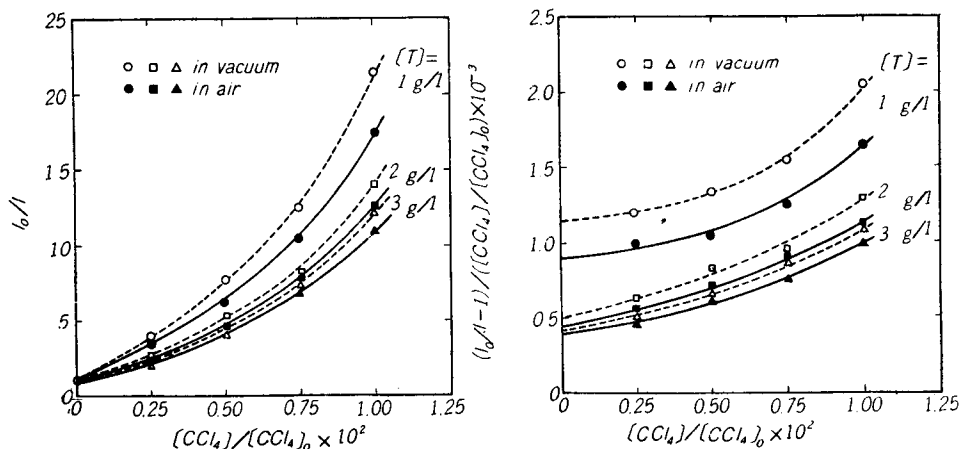 25
20
15
10
5
.0
0
0.25
0.50
0.75
1.00
1.25
I₀/I
[CCl₄]/[CCl₄]₀ × 10²
[T]=
1 g/l
2 g/l
3 g/l
in vacuum
in air
2.5
2.0
1.5
1.0
0.5
0
0
0.25
0.50
0.75
1.00
1.25
(I₀/I-1)/([CCl₄]/[CCl₄]₀)×10⁻³
[CCl₄]/[CCl₄]₀ × 10²
[T]=
1 g/l
2 g/l
3 g/l
in vacuum
in air